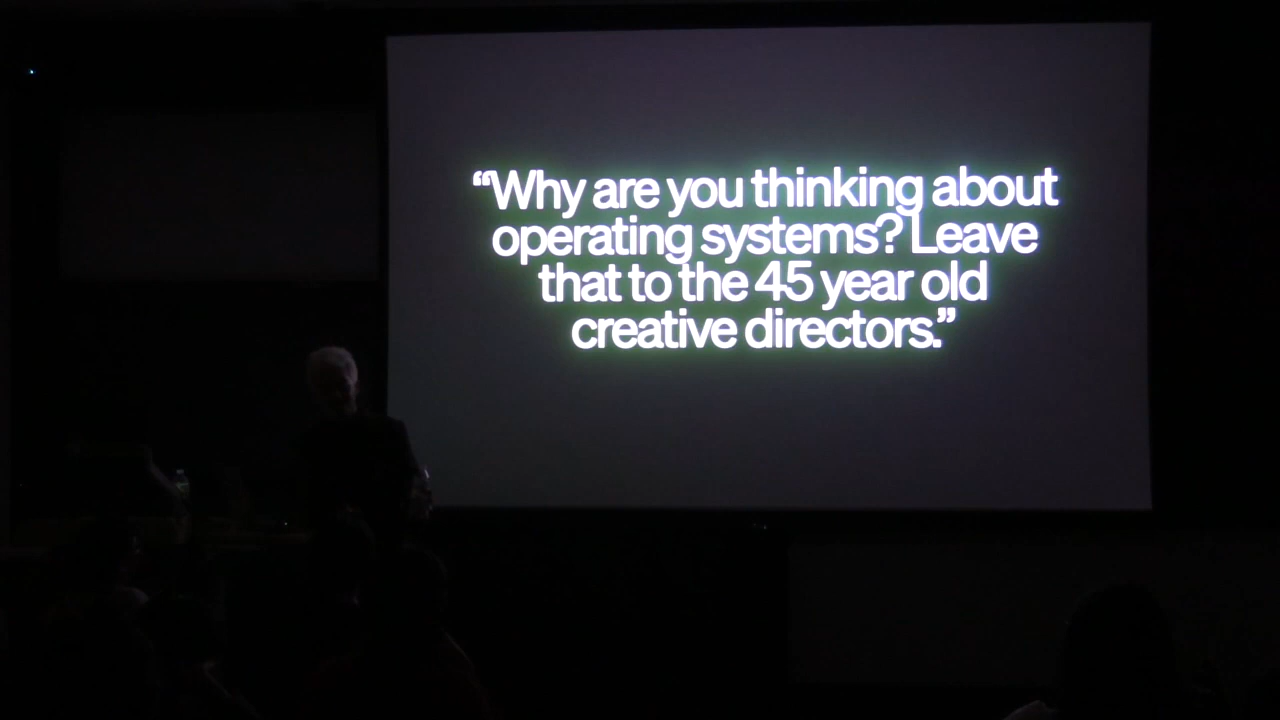 “Why are you thinking about
operating systems? Leave
that to the 45 year old
creative directors.”